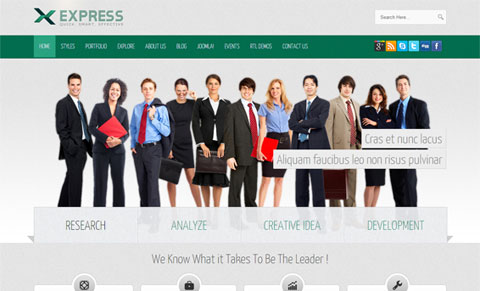 EXPRESS
QUICK. SMART. EFFECTIVE
Search Here...
HOME STYLES PORTFOLIO EXPLORE ABOUT US BLOG JOOMLA! EVENTS RTL DEMOS CONTACT US
Cras et nunc lacus
Aliquam faucibus leo non risus pulvinar
RESEARCH ANALYZE CREATIVE IDEA DEVELOPMENT
We Know What it Takes To Be The Leader !